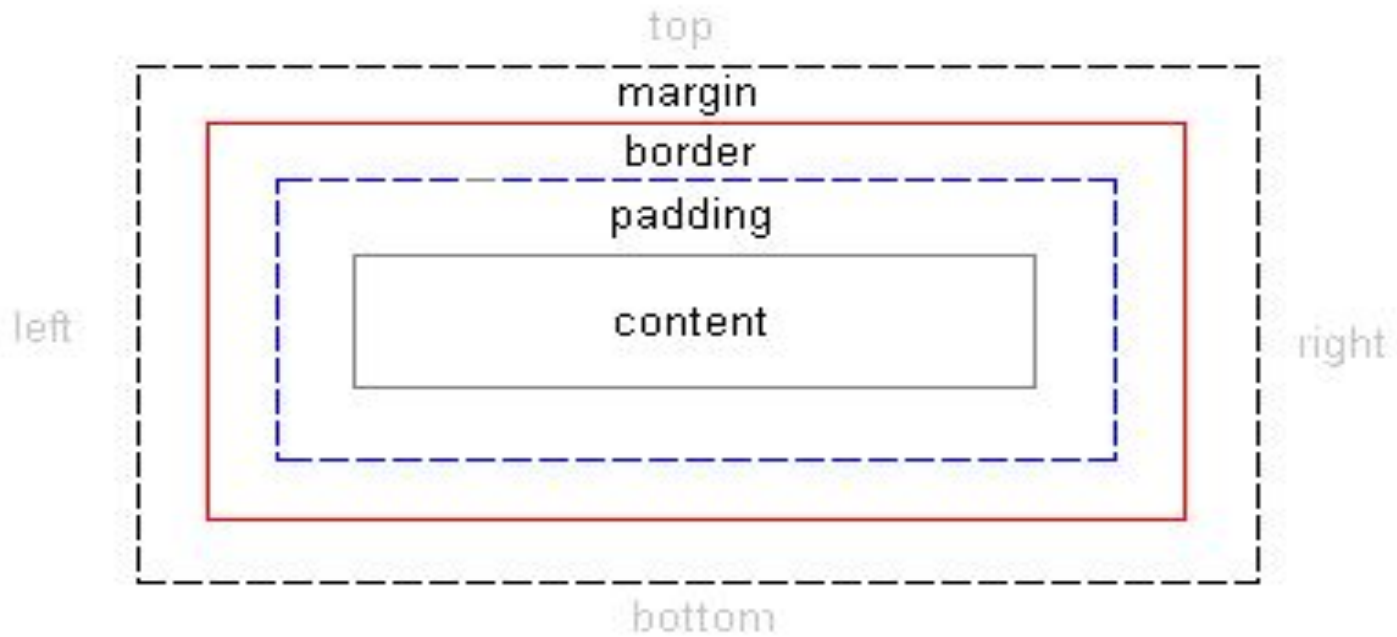 top
margin
border
padding
content
left
right
bottom